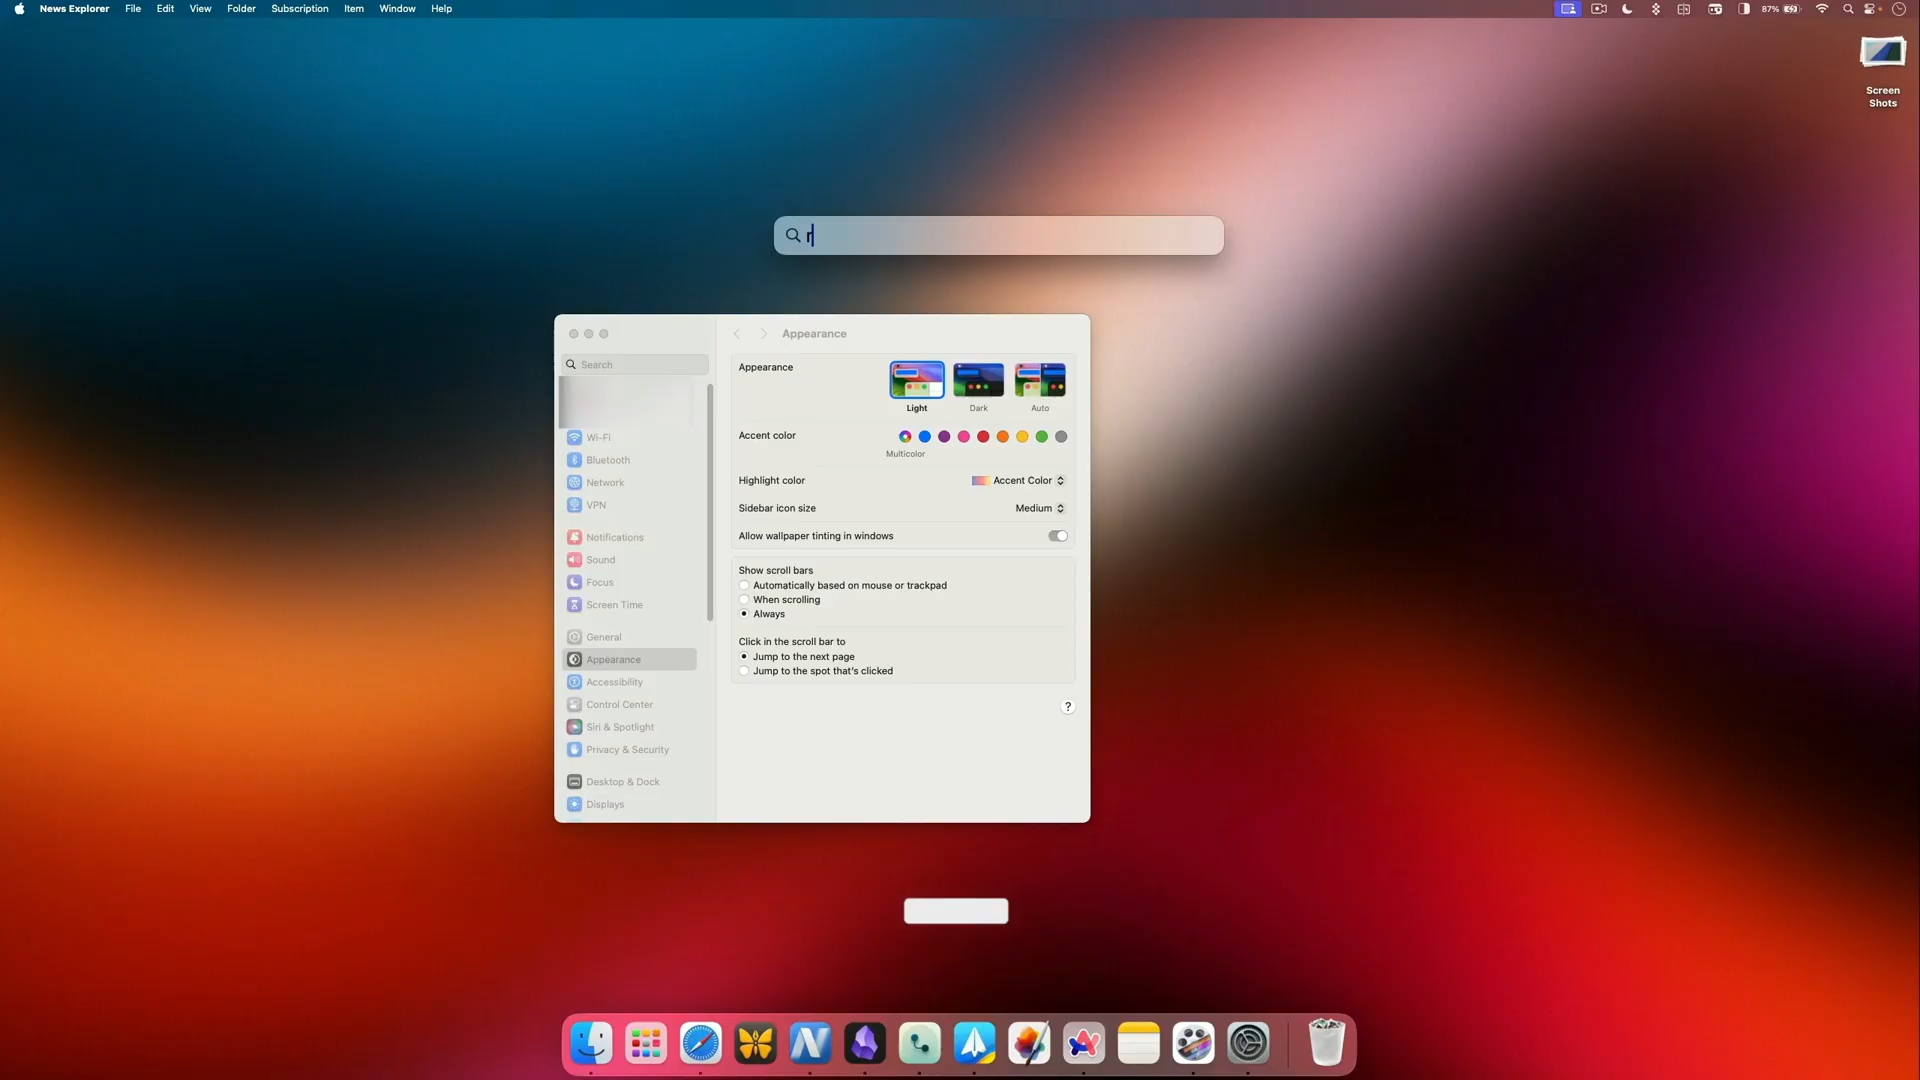 News Explorer File Edit View Folder Subscription Item Window Help 87%
Screen
Shots
r
Appearance
Search
Wi-Fi
Bluetooth
Network
VPN
Notifications
Sound
Focus
Screen Time
General
Appearance
Accessibility
Control Center
Siri & Spotlight
Privacy & Security
Desktop & Dock
Displays
Appearance
Light Dark Auto
Accent color
Multicolor
Highlight color Accent Color
Sidebar icon size Medium
Allow wallpaper tinting in windows
Show scroll bars
Automatically based on mouse or trackpad
When scrolling
Always
Click in the scroll bar to
Jump to the next page
Jump to the spot that's clicked
?